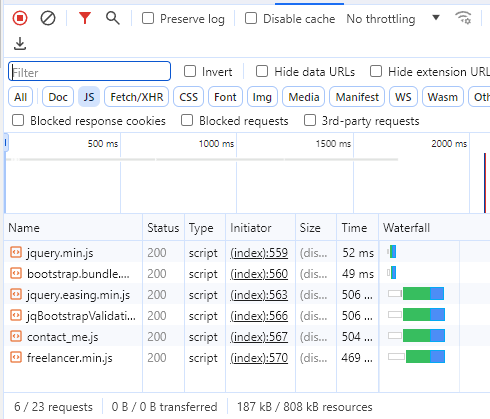 Preserve log Disable cache No throttling
Filter Invert Hide data URLs Hide extension URL
All Doc JS Fetch/XHR CSS Font Img Media Manifest WS Wasm Oth
Blocked response cookies Blocked requests 3rd-party requests
500 ms 1000 ms 1500 ms 2000 ms
Name Status Type Initiator Size Time Waterfall
jquery.min.js 200 script (index):559 (dis... 52 ms
bootstrap.bundle.... 200 script (index):560 (dis... 49 ms
jquery.easing.min.js 200 script (index):563 (dis... 506 ...
jqBootstrapValidati... 200 script (index):566 (dis... 506 ...
contact_me.js 200 script (index):567 (dis... 504 ...
freelancer.min.js 200 script (index):570 (dis... 469 ...
6 / 23 requests 0 B / 0 B transferred 187 kB / 808 kB resources